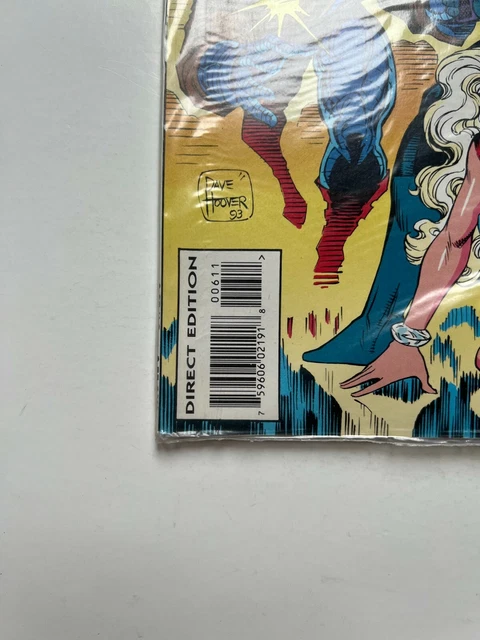 DAVE
HOOVER
93
DIRECT EDITION
00611
7 59606 02191 8 >